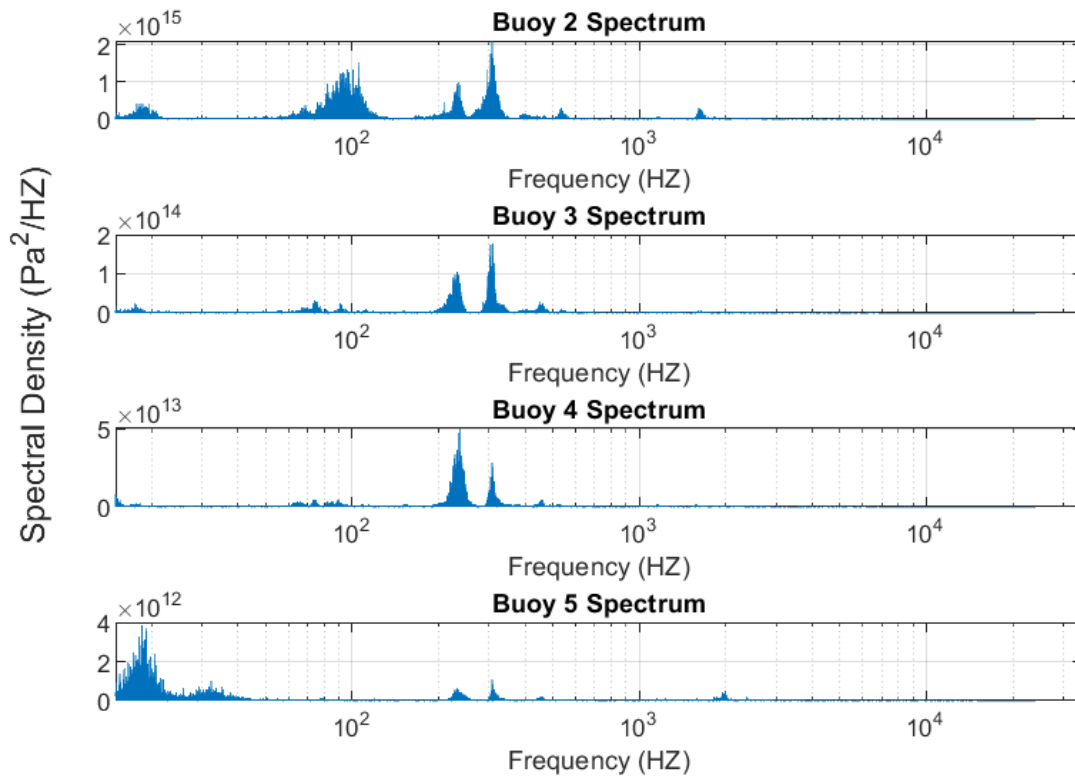 Spectral Density (Pa²/HZ)
Buoy 2 Spectrum
×10¹⁵
2
1
0
10² 10³ 10⁴
Frequency (HZ)
Buoy 3 Spectrum
×10¹⁴
2
1
0
10² 10³ 10⁴
Frequency (HZ)
Buoy 4 Spectrum
×10¹³
5
0
10² 10³ 10⁴
Frequency (HZ)
Buoy 5 Spectrum
×10¹²
4
2
0
10² 10³ 10⁴
Frequency (HZ)